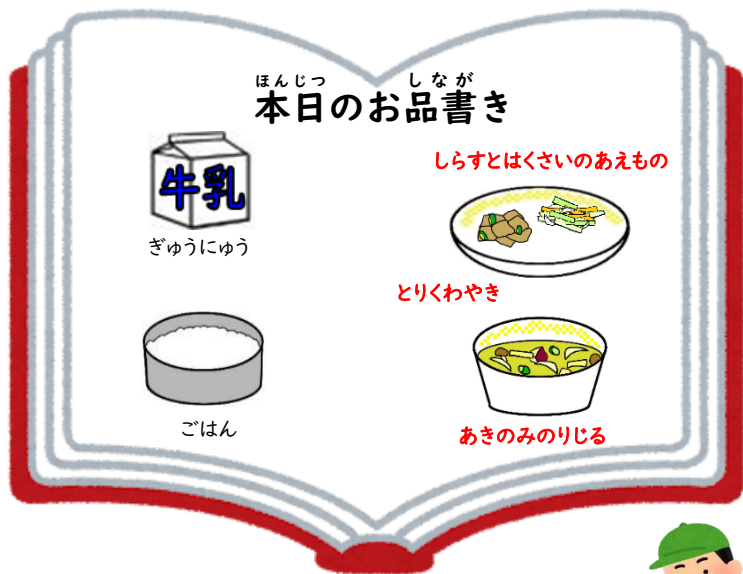 ほんじつ しなが
本日のお品書き
牛乳
ぎゅうにゅう
しらすとはくさいのあえもの
とりくわやき
ごはん
あきのみのりじる